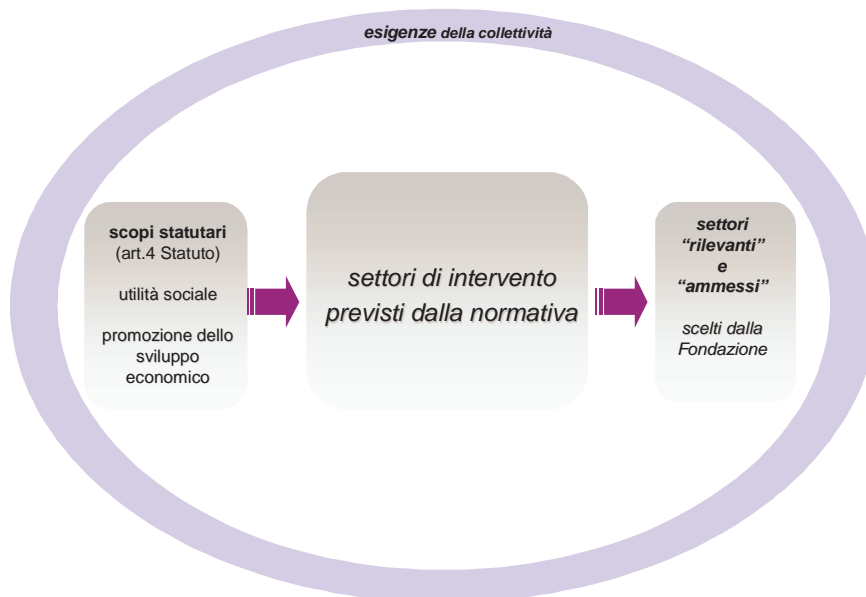 esigenze della collettività
scopi statutari
(art.4 Statuto)
utilità sociale
promozione dello
sviluppo
economico
settori di intervento
previsti dalla normativa
settori
“rilevanti”
e
“ammessi”
scelti dalla
Fondazione